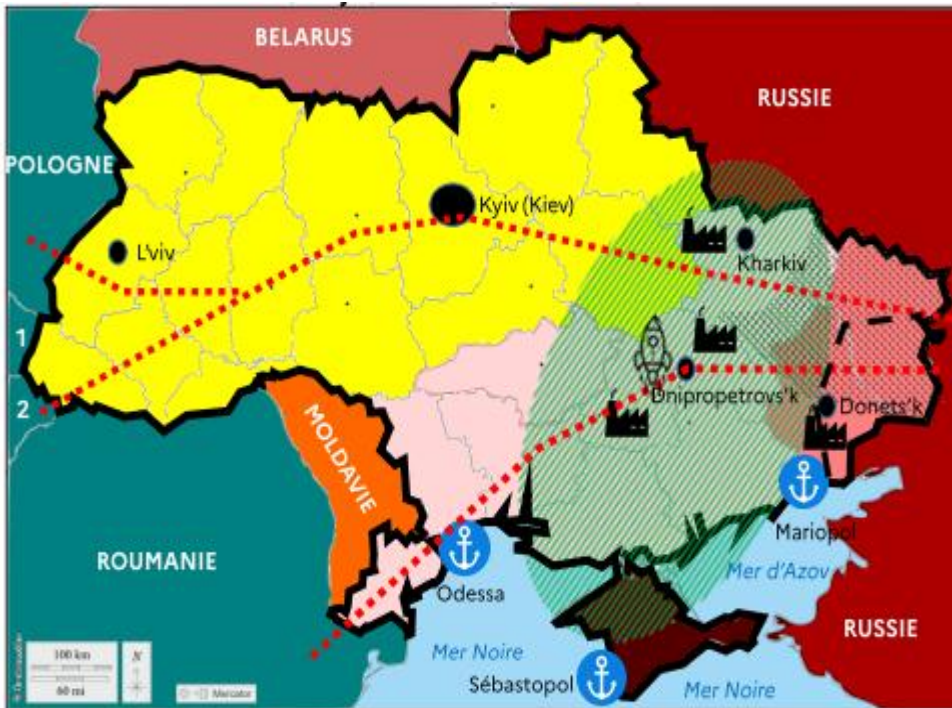 BELARUS
RUSSIE
POLOGNE
Kyiv (Kiev)
L'viv
Kharkiv
1
2
Dnipropetrovs'k
Donets'k
MOLDAVIE
Mariopol
ROUMANIE
Mer d'Azov
Odessa
RUSSIE
Mer Noire
Sébastopol
Mer Noire
100 km
60 mi
N
Mercator